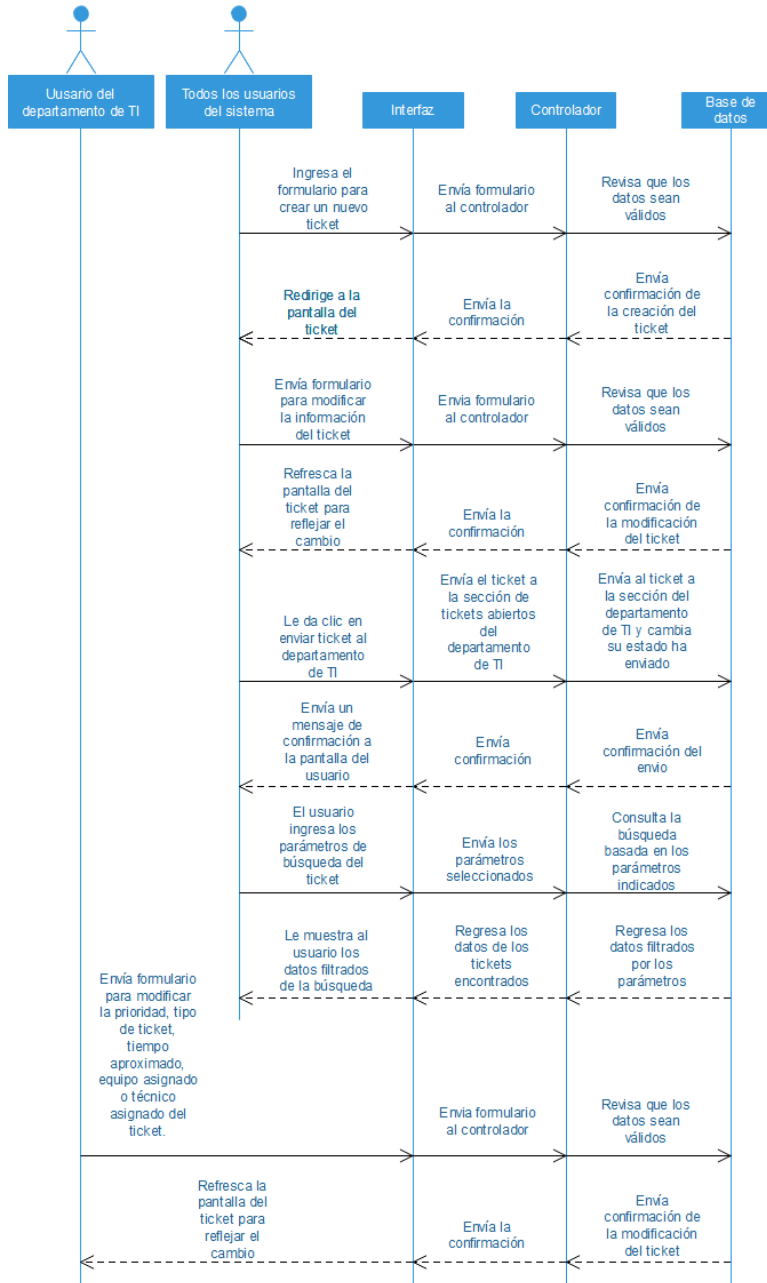 Uusario del
departamento de TI
Todos los usuarios
del sistema
Interfaz
Controlador
Base de
datos
Ingresa el
formulario para
crear un nuevo
ticket
Envía formulario
al controlador
Revisa que los
datos sean
válidos
Redirige a la
pantalla del
ticket
Envía la
confirmación
Envía
confirmación de
la creación del
ticket
Envía formulario
para modificar
la información
del ticket
Envia formulario
al controlador
Revisa que los
datos sean
válidos
Refresca la
pantalla del
ticket para
reflejar el
cambio
Envía la
confirmación
Envía
confirmación de
la modificación
del ticket
Le da clic en
enviar ticket al
departamento
de TI
Envía el ticket a
la sección de
tickets abiertos
del
departamento
de TI
Envía al ticket a
la sección del
departamento
de TI y cambia
su estado ha
enviado
Envía un
mensaje de
confirmación a
la pantalla del
usuario
Envía
confirmación
Envía
confirmación del
envio
El usuario
ingresa los
parámetros de
búsqueda del
ticket
Envía los
parámetros
seleccionados
Consulta la
búsqueda
basada en los
parámetros
indicados
Le muestra al
usuario los
datos filtrados
de la búsqueda
Regresa los
datos de los
tickets
encontrados
Regresa los
datos filtrados
por los
parámetros
Envía formulario
para modificar
la prioridad, tipo
de ticket,
tiempo
aproximado,
equipo asignado
o técnico
asignado del
ticket.
Envia formulario
al controlador
Revisa que los
datos sean
válidos
Refresca la
pantalla del
ticket para
reflejar el
cambio
Envía la
confirmación
Envía
confirmación de
la modificación
del ticket